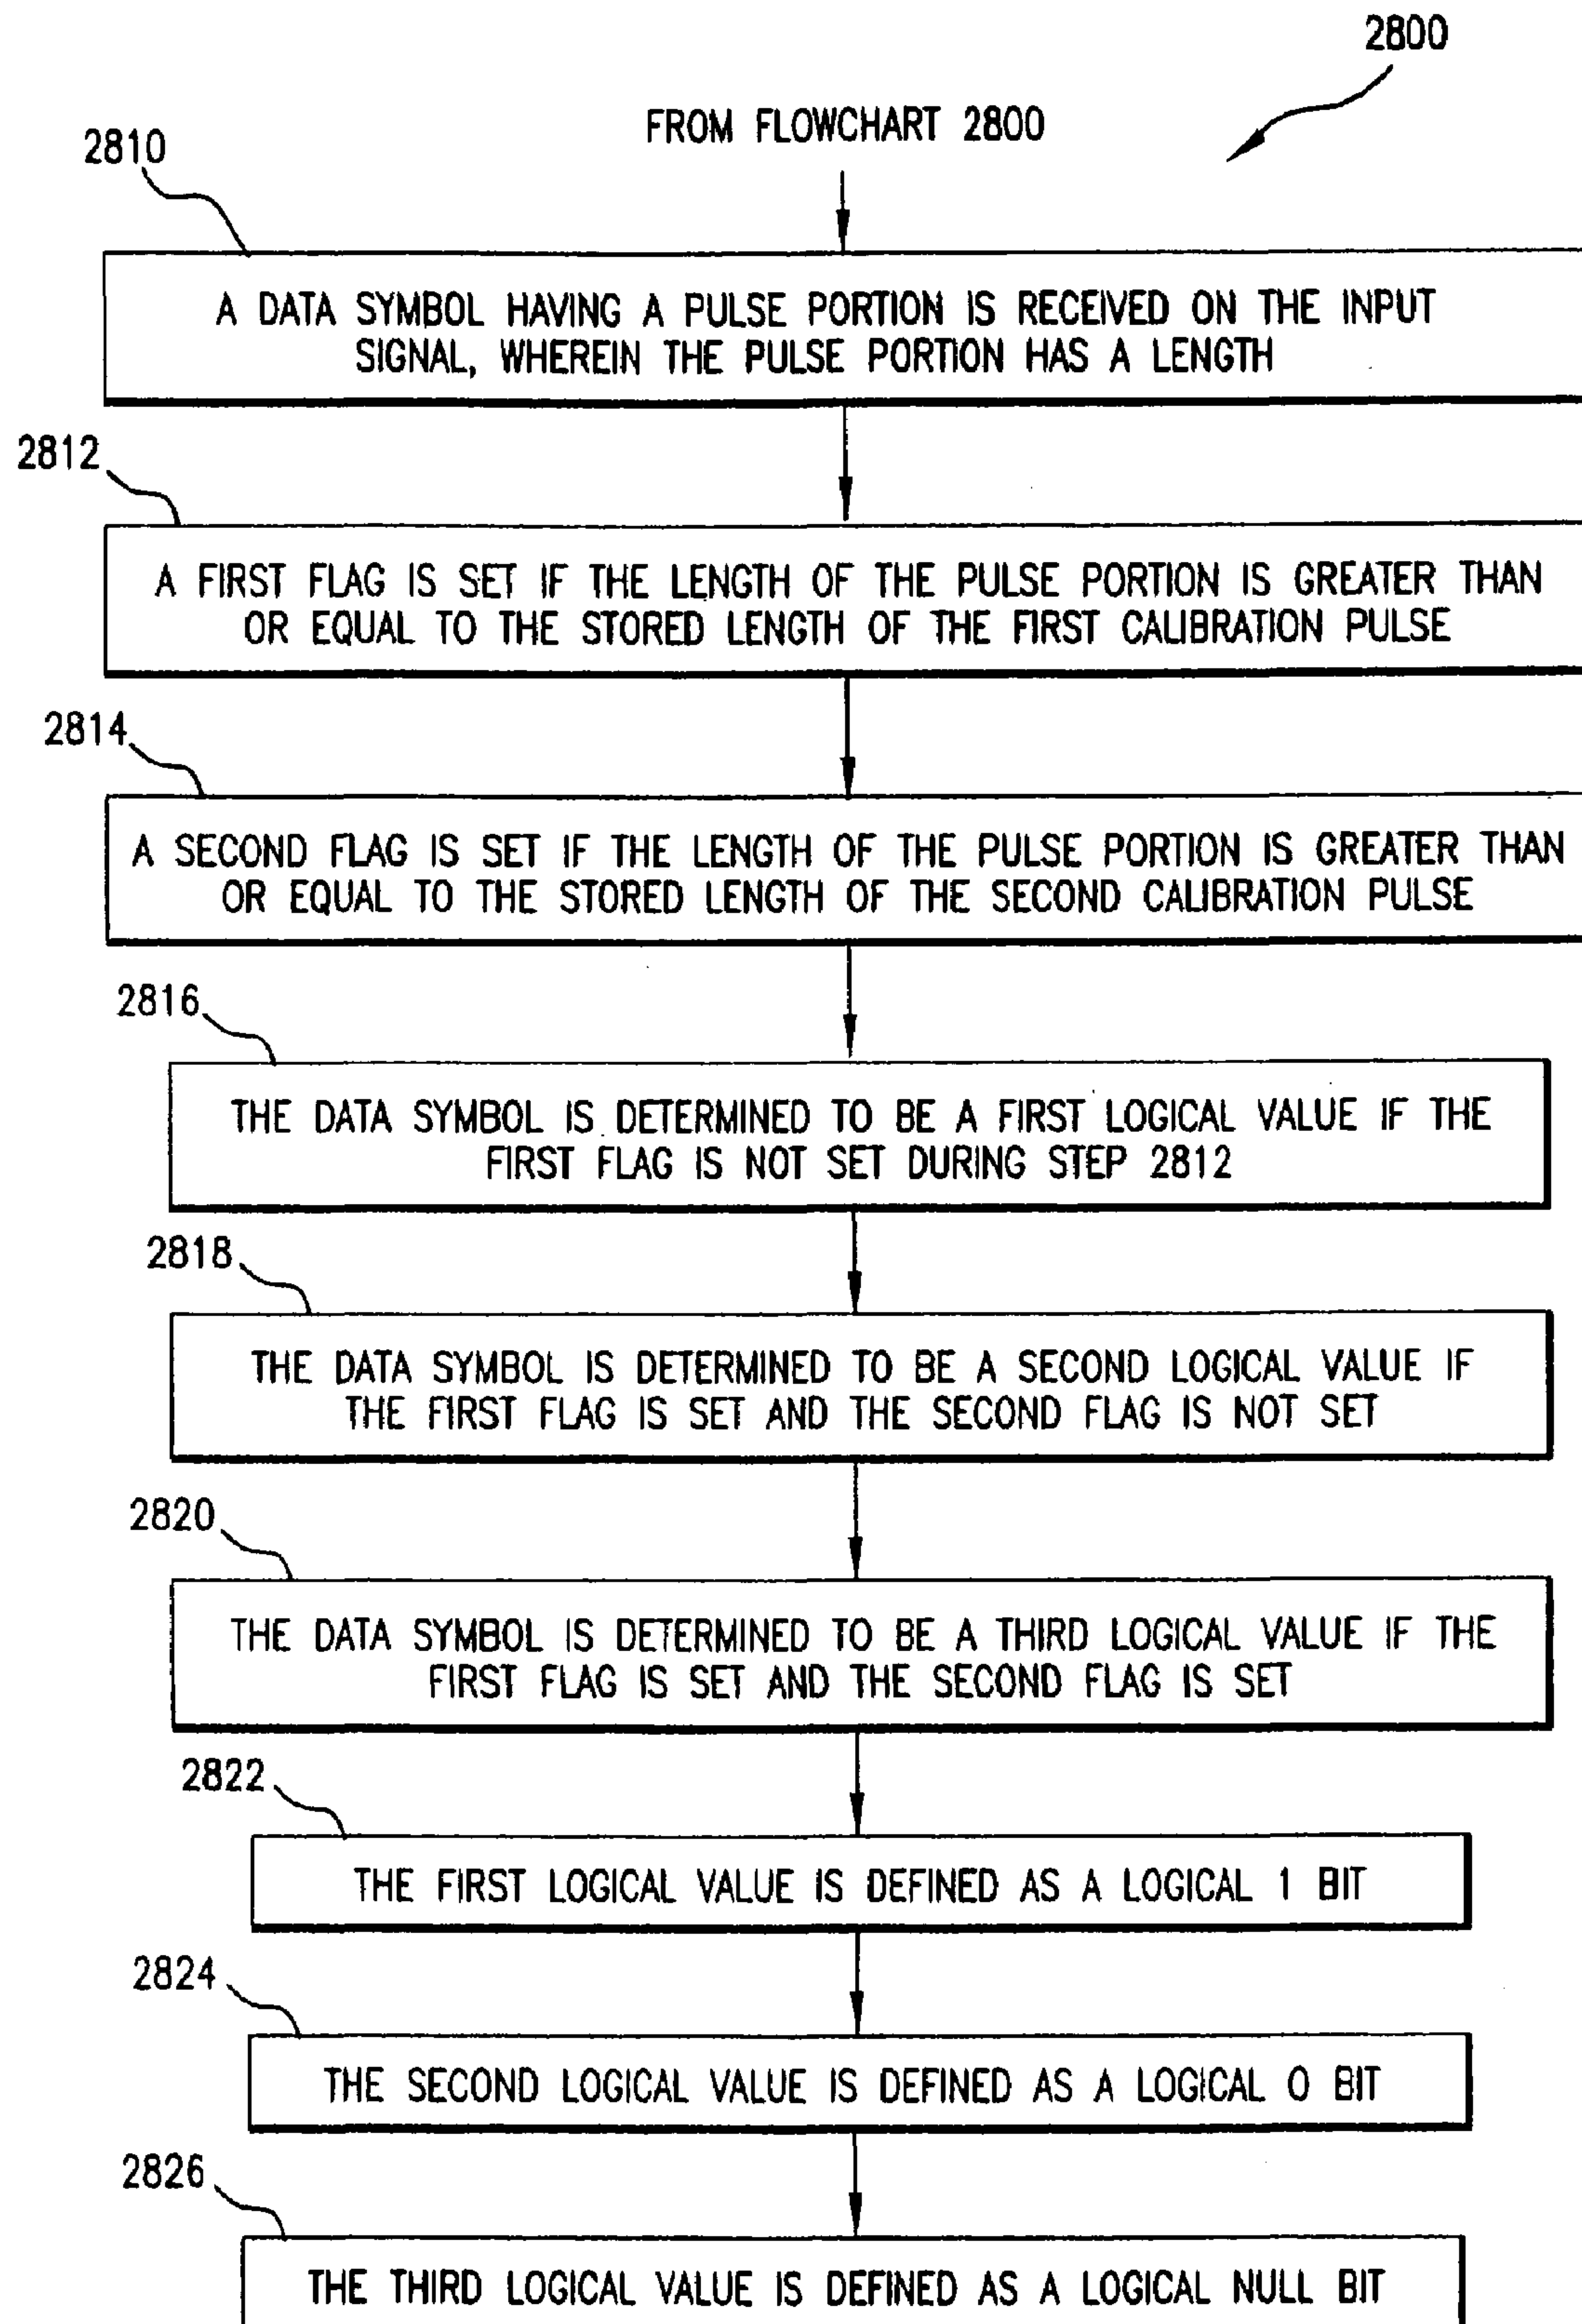 2800
FROM FLOWCHART 2800
2810
A DATA SYMBOL HAVING A PULSE PORTION IS RECEIVED ON THE INPUT
SIGNAL, WHEREIN THE PULSE PORTION HAS A LENGTH
2812
A FIRST FLAG IS SET IF THE LENGTH OF THE PULSE PORTION IS GREATER THAN
OR EQUAL TO THE STORED LENGTH OF THE FIRST CALIBRATION PULSE
2814
A SECOND FLAG IS SET IF THE LENGTH OF THE PULSE PORTION IS GREATER THAN
OR EQUAL TO THE STORED LENGTH OF THE SECOND CALIBRATION PULSE
2816
THE DATA SYMBOL IS DETERMINED TO BE A FIRST LOGICAL VALUE IF THE
FIRST FLAG IS NOT SET DURING STEP 2812
2818
THE DATA SYMBOL IS DETERMINED TO BE A SECOND LOGICAL VALUE IF
THE FIRST FLAG IS SET AND THE SECOND FLAG IS NOT SET
2820
THE DATA SYMBOL IS DETERMINED TO BE A THIRD LOGICAL VALUE IF THE
FIRST FLAG IS SET AND THE SECOND FLAG IS SET
2822
THE FIRST LOGICAL VALUE IS DEFINED AS A LOGICAL 1 BIT
2824
THE SECOND LOGICAL VALUE IS DEFINED AS A LOGICAL 0 BIT
2826
THE THIRD LOGICAL VALUE IS DEFINED AS A LOGICAL NULL BIT